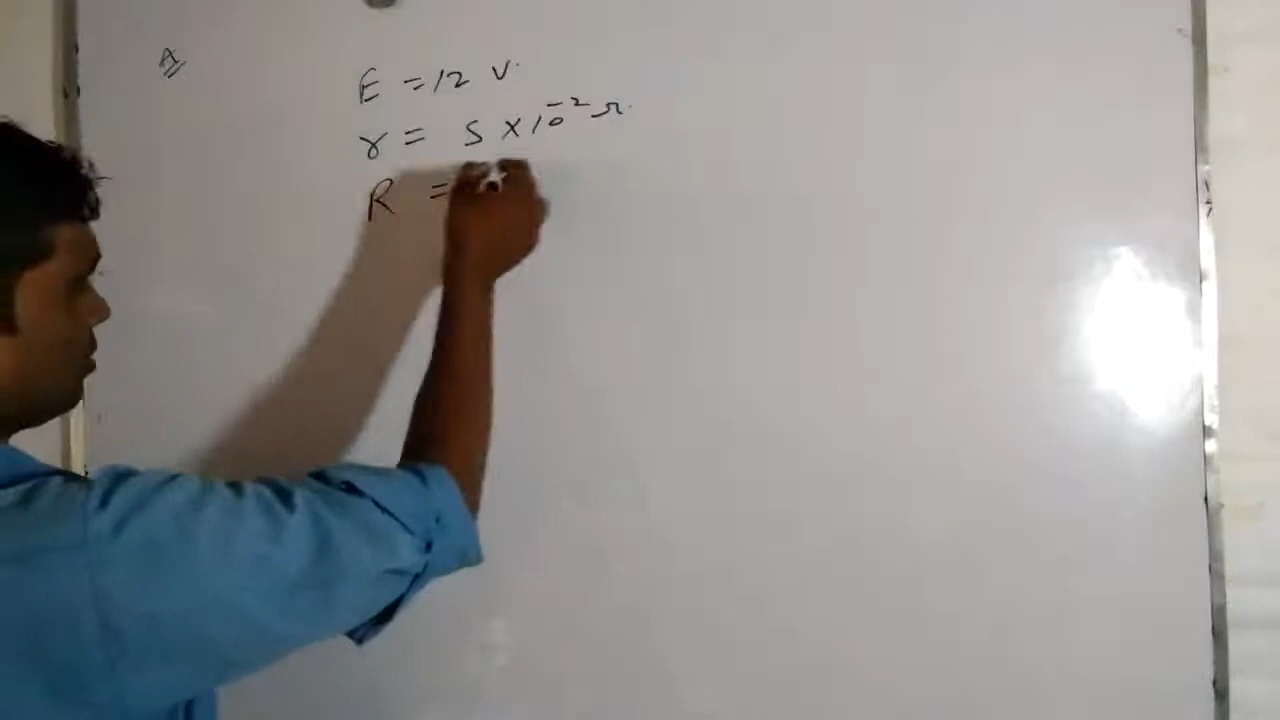 A
E = 12 V.
r = 5 × 10⁻² Ω.
R =